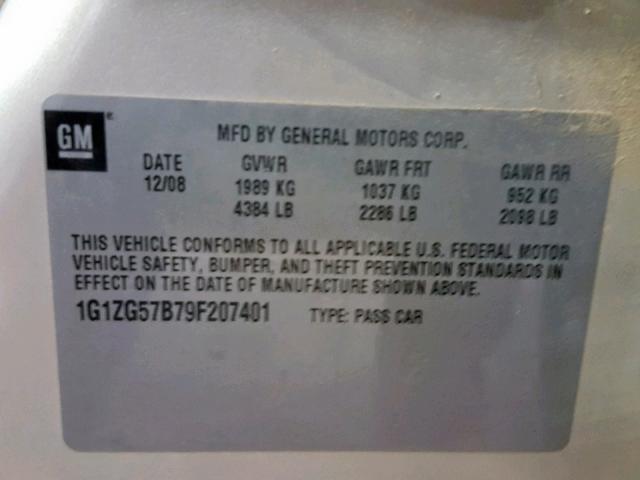 GM
MFD BY GENERAL MOTORS CORP.
DATE GVWR GAWR FRT GAWR RR
12/08 1989 KG 1037 KG 952 KG
4384 LB 2286 LB 2098 LB
THIS VEHICLE CONFORMS TO ALL APPLICABLE U.S. FEDERAL MOTOR
VEHICLE SAFETY, BUMPER, AND THEFT PREVENTION STANDARDS IN
EFFECT ON THE DATE OF MANUFACTURE SHOWN ABOVE.
1G1ZG57B79F207401 TYPE: PASS CAR